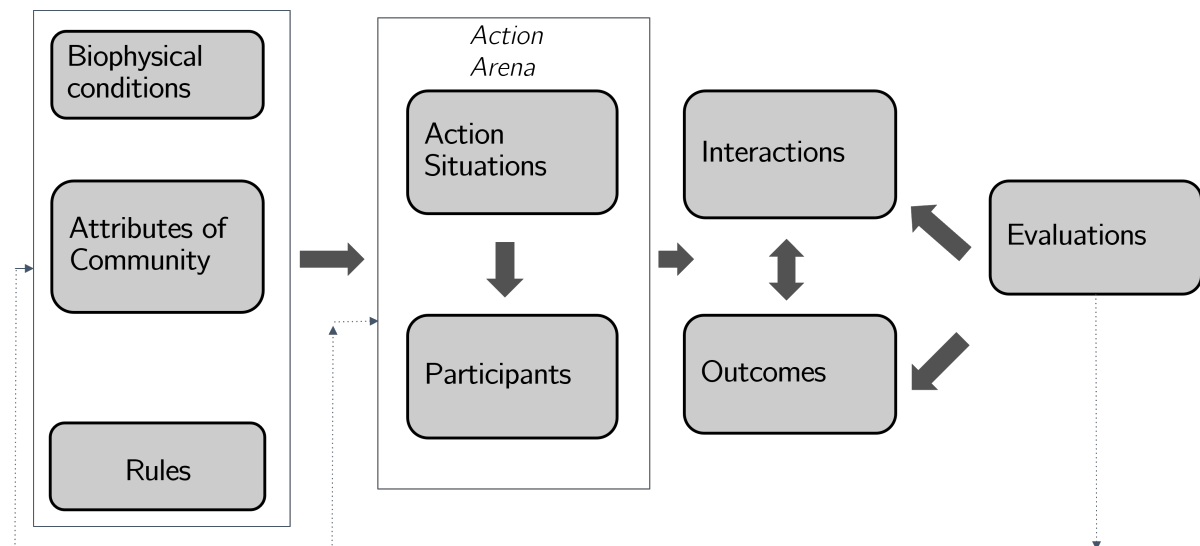 Biophysical
conditions
Attributes of
Community
Rules
Action
Arena
Action
Situations
Participants
Interactions
Outcomes
Evaluations